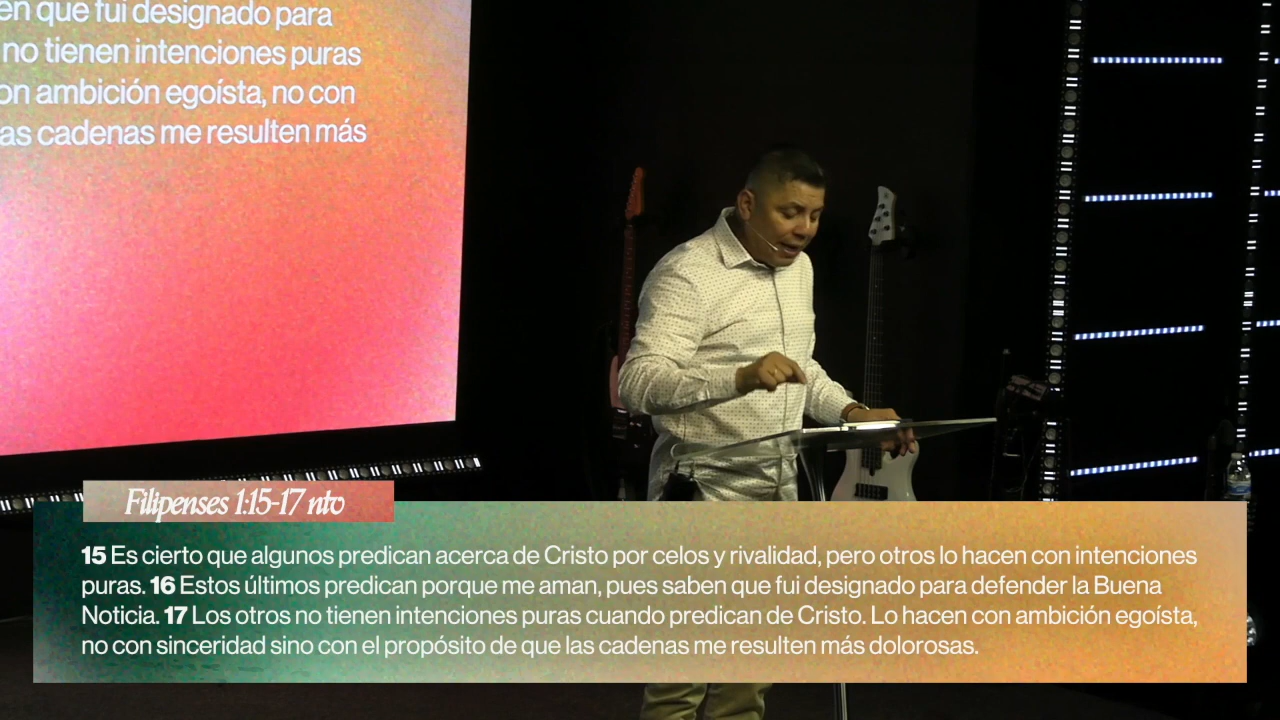 en que fui designado para
no tienen intenciones puras
on ambición egoísta, no con
as cadenas me resulten más
Filipenses 1:15-17 ntv
15 Es cierto que algunos predican acerca de Cristo por celos y rivalidad, pero otros lo hacen con intenciones
puras. 16 Estos últimos predican porque me aman, pues saben que fui designado para defender la Buena
Noticia. 17 Los otros no tienen intenciones puras cuando predican de Cristo. Lo hacen con ambición egoísta,
no con sinceridad sino con el propósito de que las cadenas me resulten más dolorosas.